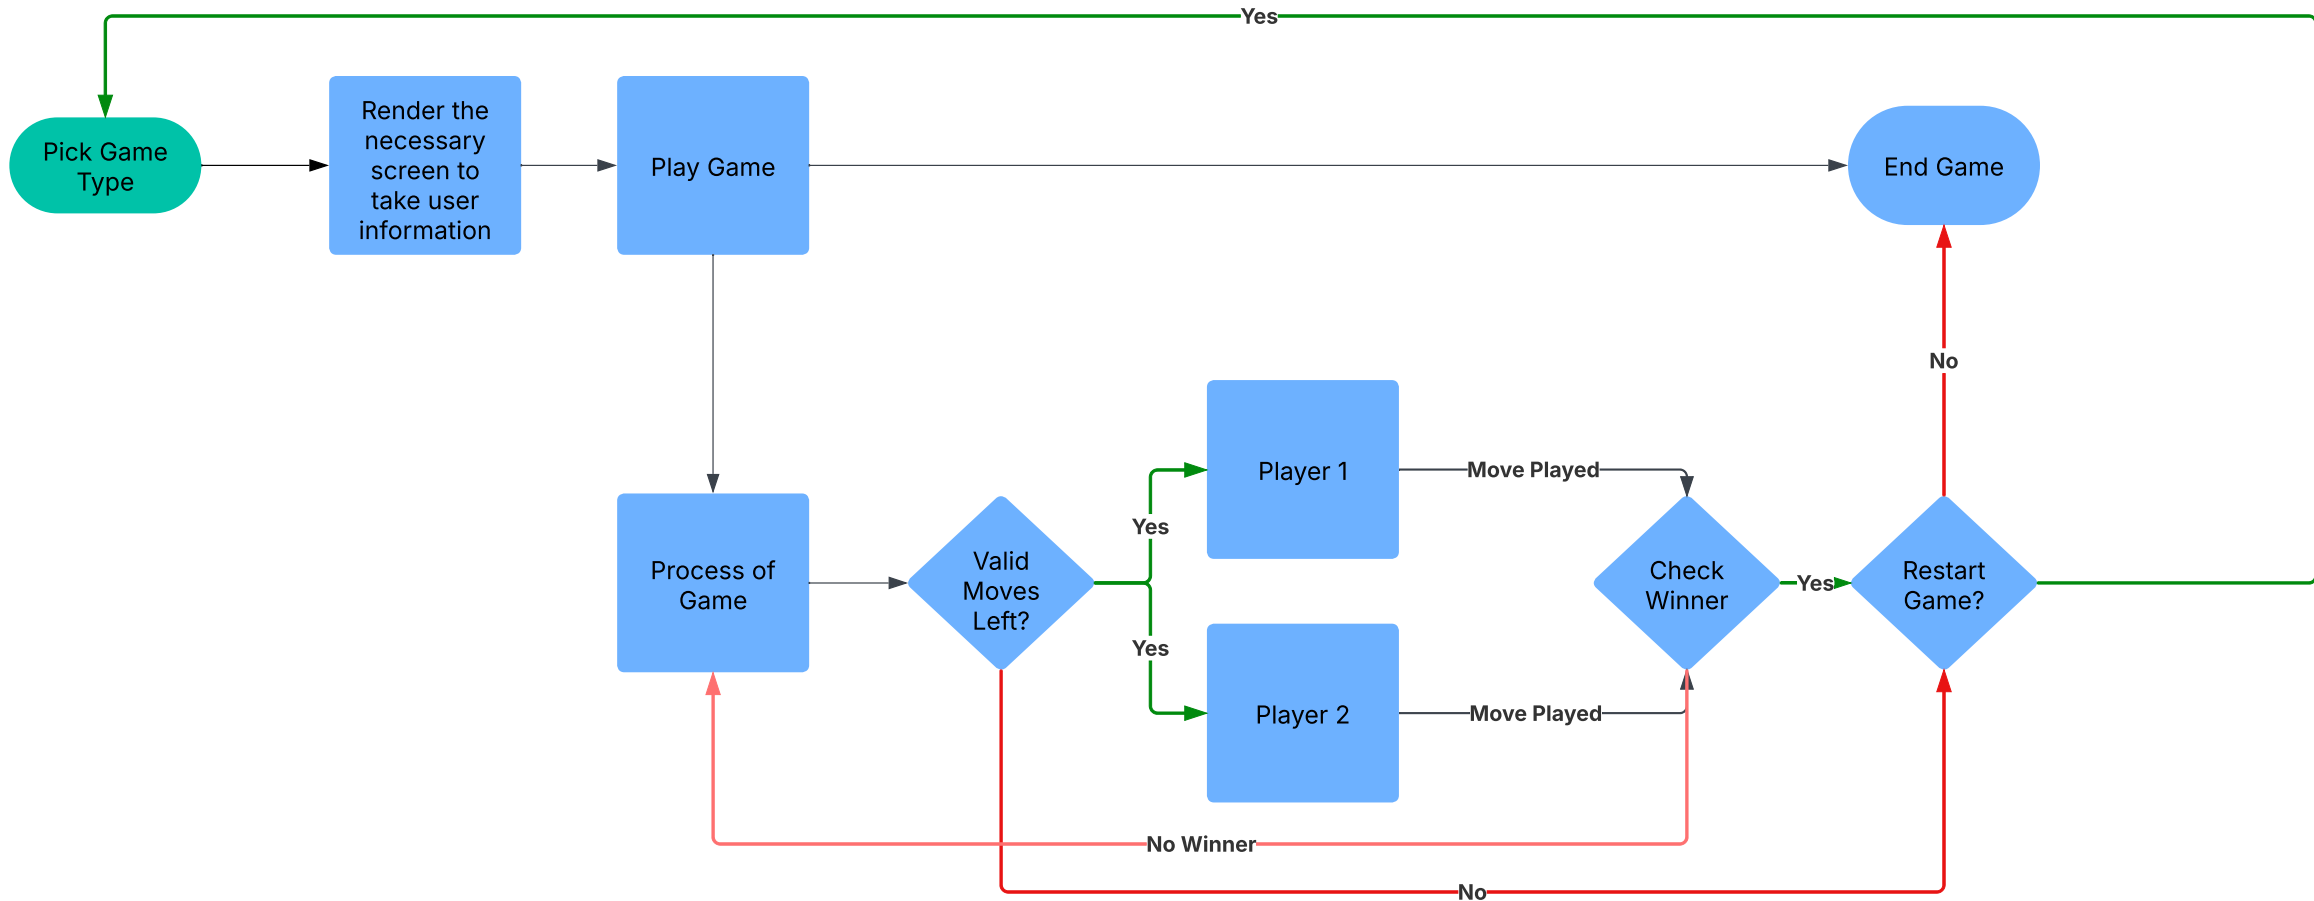 Yes
Pick Game
Type
Render the
necessary
screen to
take user
information
Play Game
End Game
No
Process of
Game
Valid
Moves
Left?
Yes
Yes
Player 1
Move Played
Player 2
Move Played
Check
Winner
Yes
Restart
Game?
No Winner
No